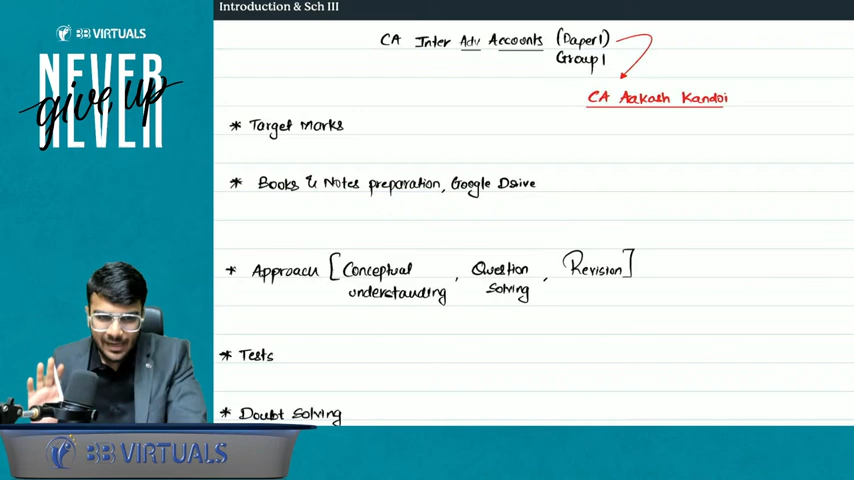 Introduction & Sch III
BB VIRTUALS
NEVER
give up
NEVER
CA Inter Adv Accounts (Paper 1)
Group 1
CA Aakash Kandoi
* Target Marks
* Books & Notes preparation, Google Drive
* Approach [Conceptual understanding, Question Solving, Revision]
* Tests
* Doubt Solving
BB VIRTUALS